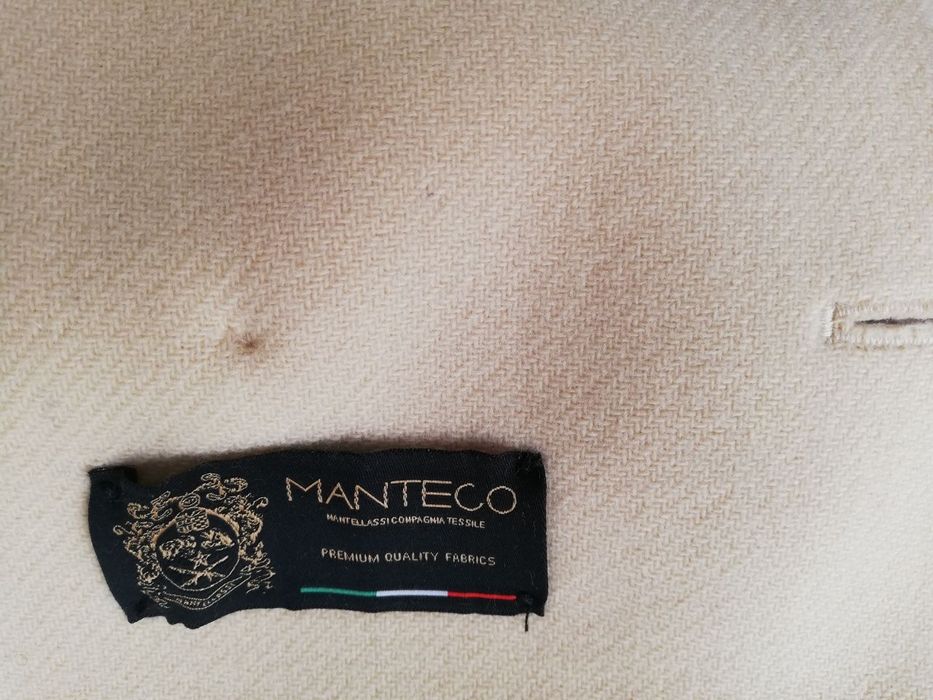 MANTECO
MANTELLASSI COMPAGNIA TESSILE
PREMIUM QUALITY FABRICS